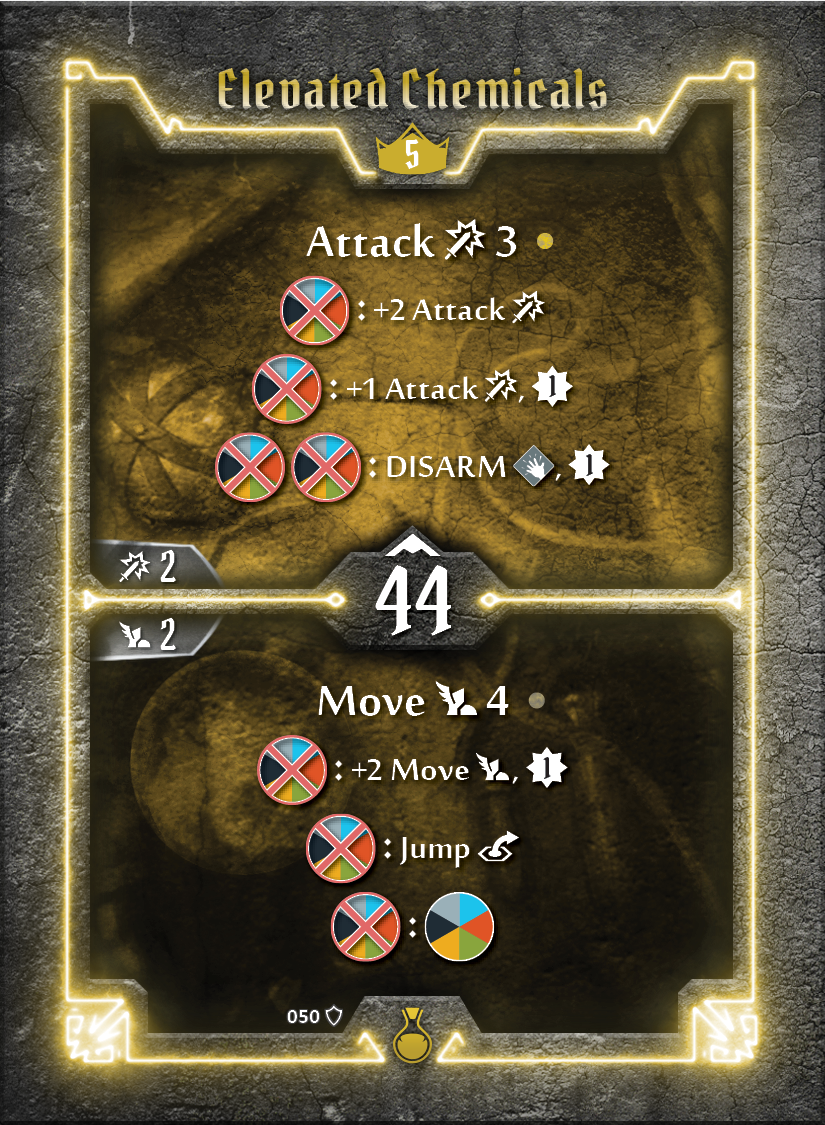 Elevated Chemicals
5
Attack 3
: +2 Attack
: +1 Attack , 1
: DISARM , 1
2
44
2
Move 4
: +2 Move , 1
: Jump
:
050